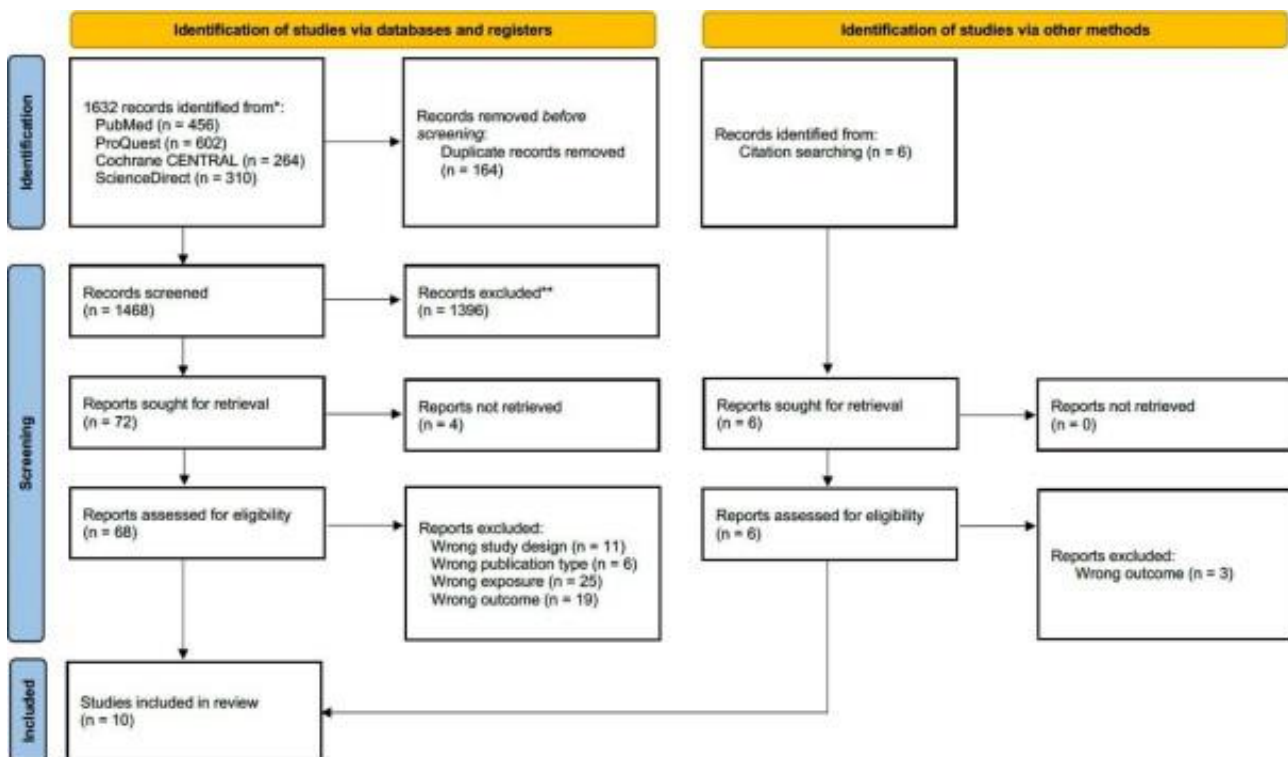 Identification of studies via databases and registers
Identification of studies via other methods
Identification
1632 records identified from*:
PubMed (n = 456)
ProQuest (n = 602)
Cochrane CENTRAL (n = 264)
ScienceDirect (n = 310)
Records removed before
screening:
Duplicate records removed
(n = 164)
Records identified from:
Citation searching (n = 6)
Screening
Records screened
(n = 1468)
Records excluded**
(n = 1396)
Reports sought for retrieval
(n = 72)
Reports not retrieved
(n = 4)
Reports sought for retrieval
(n = 6)
Reports not retrieved
(n = 0)
Reports assessed for eligibility
(n = 68)
Reports excluded:
Wrong study design (n = 11)
Wrong publication type (n = 6)
Wrong exposure (n = 25)
Wrong outcome (n = 19)
Reports assessed for eligibility
(n = 6)
Reports excluded:
Wrong outcome (n = 3)
Included
Studies included in review
(n = 10)